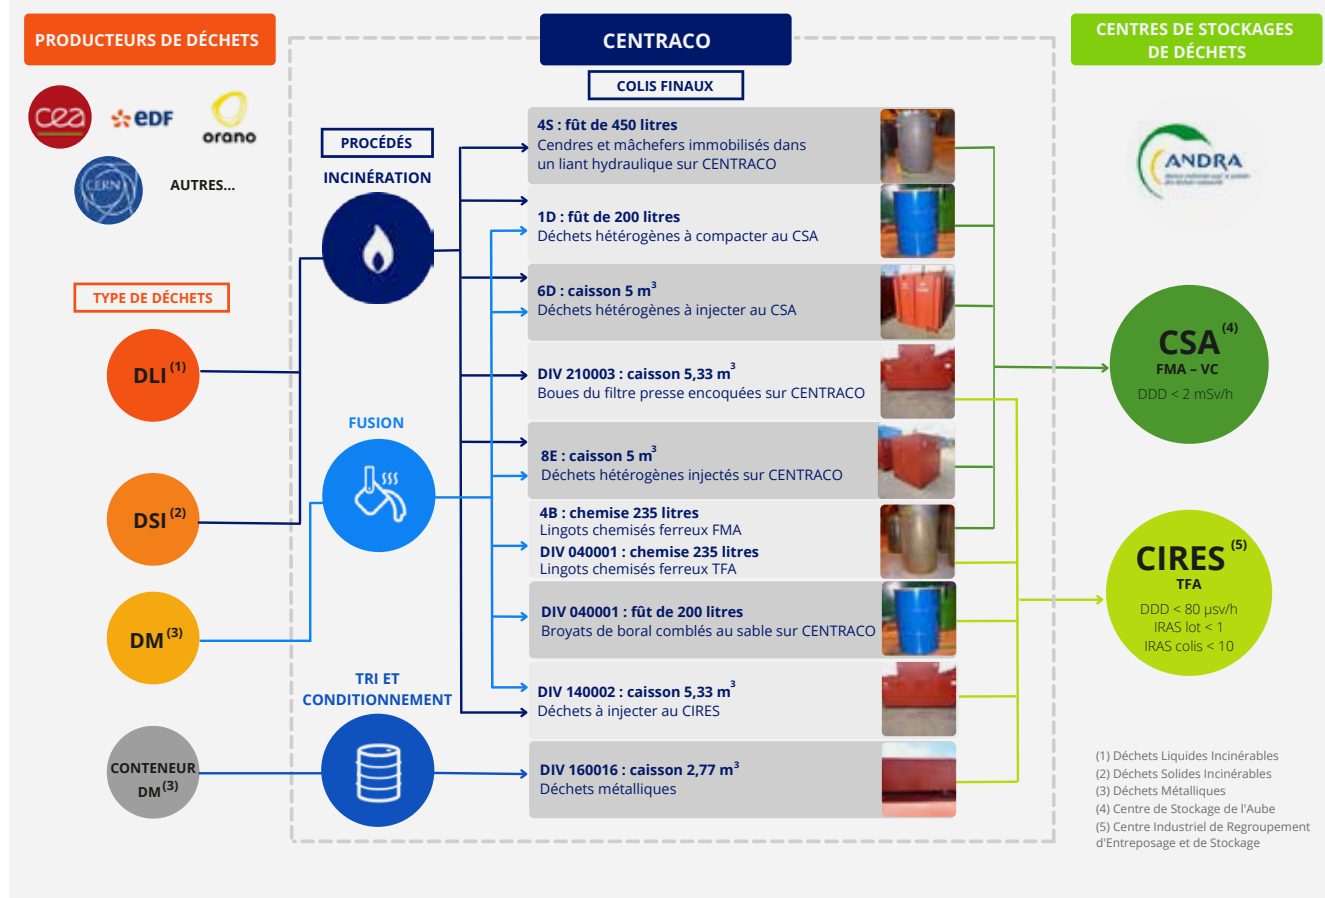 PRODUCTEURS DE DÉCHETS
cea
eDF
orano
CERN
AUTRES...
TYPE DE DÉCHETS
DLI (1)
DSI (2)
DM (3)
CONTENEUR
DM (3)
CENTRACO
PROCÉDÉS
INCINÉRATION
FUSION
TRI ET
CONDITIONNEMENT
COLIS FINAUX
4S : fût de 450 litres
Cendres et mâchefers immobilisés dans
un liant hydraulique sur CENTRACO
1D : fût de 200 litres
Déchets hétérogènes à compacter au CSA
6D : caisson 5 m³
Déchets hétérogènes à injecter au CSA
DIV 210003 : caisson 5,33 m³
Boues du filtre presse encoquées sur CENTRACO
8E : caisson 5 m³
Déchets hétérogènes injectés sur CENTRACO
4B : chemise 235 litres
Lingots chemisés ferreux FMA
DIV 040001 : chemise 235 litres
Lingots chemisés ferreux TFA
DIV 040001 : fût de 200 litres
Broyats de boral comblés au sable sur CENTRACO
DIV 140002 : caisson 5,33 m³
Déchets à injecter au CIRES
DIV 160016 : caisson 2,77 m³
Déchets métalliques
CENTRES DE STOCKAGES
DE DÉCHETS
ANDRA
CSA (4)
FMA – VC
DDD < 2 mSv/h
CIRES (5)
TFA
DDD < 80 µsv/h
IRAS lot < 1
IRAS colis < 10
(1) Déchets Liquides Incinérables
(2) Déchets Solides Incinérables
(3) Déchets Métalliques
(4) Centre de Stockage de l'Aube
(5) Centre Industriel de Regroupement
d'Entreposage et de Stockage